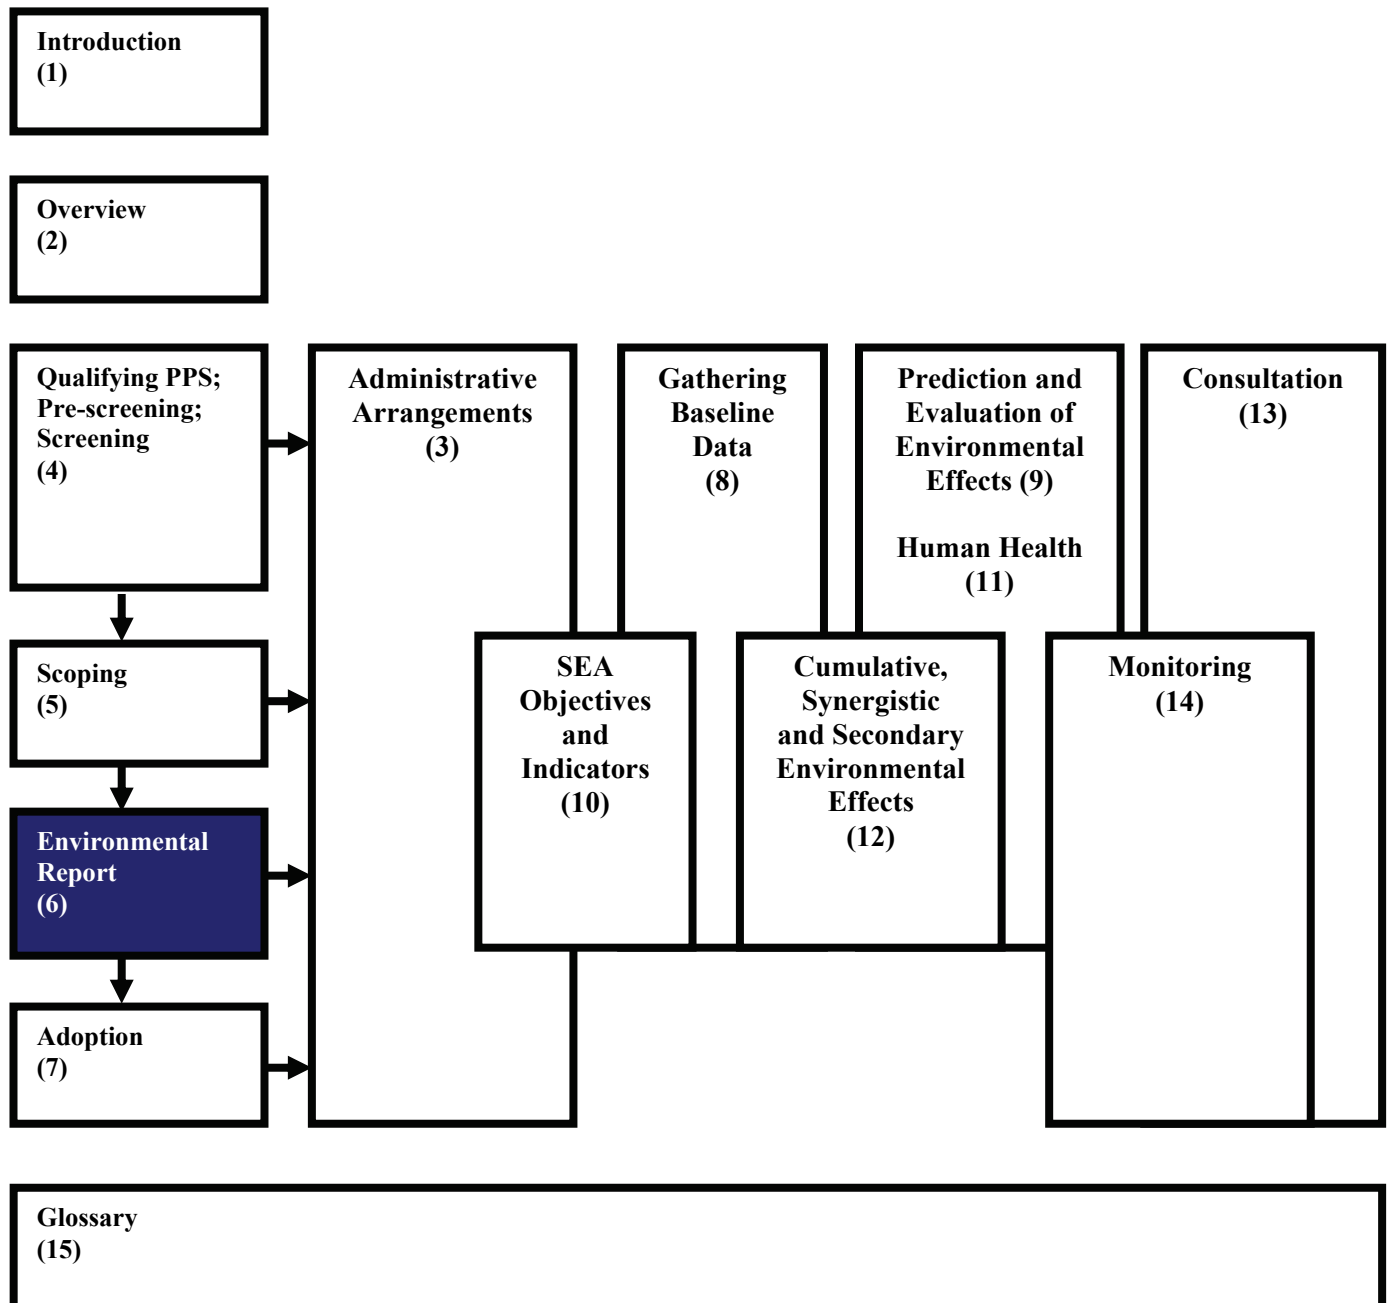 Introduction
(1)
Overview
(2)
Qualifying PPS;
Pre-screening;
Screening
(4)
Administrative
Arrangements
(3)
Gathering
Baseline
Data
(8)
Prediction and
Evaluation of
Environmental
Effects (9)
Human Health
(11)
Consultation
(13)
Scoping
(5)
SEA
Objectives
and
Indicators
(10)
Cumulative,
Synergistic
and Secondary
Environmental
Effects
(12)
Monitoring
(14)
Environmental
Report
(6)
Adoption
(7)
Glossary
(15)